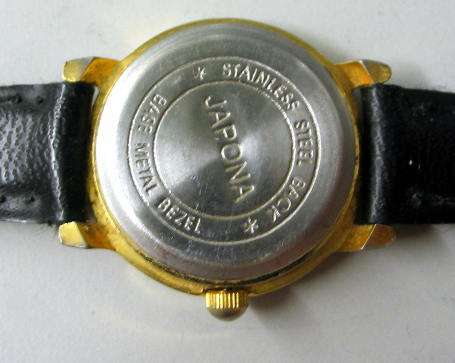 * STAINLESS STEEL BACK *
BASE METAL BEZEL
JAPONA